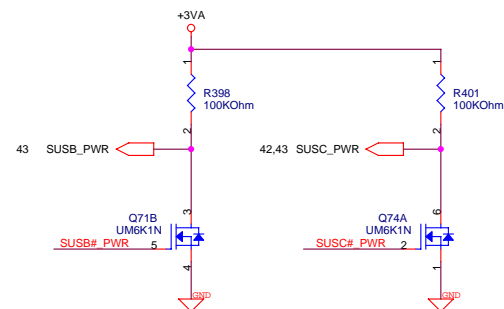 +3VA
1
1
R398
100KOhm
R401
100KOhm
2
2
43 SUSB_PWR
42,43 SUSC_PWR
3
6
Q71B
UM6K1N
Q74A
UM6K1N
SUSB#_PWR 5
SUSC#_PWR 2
4
1
GND
GND